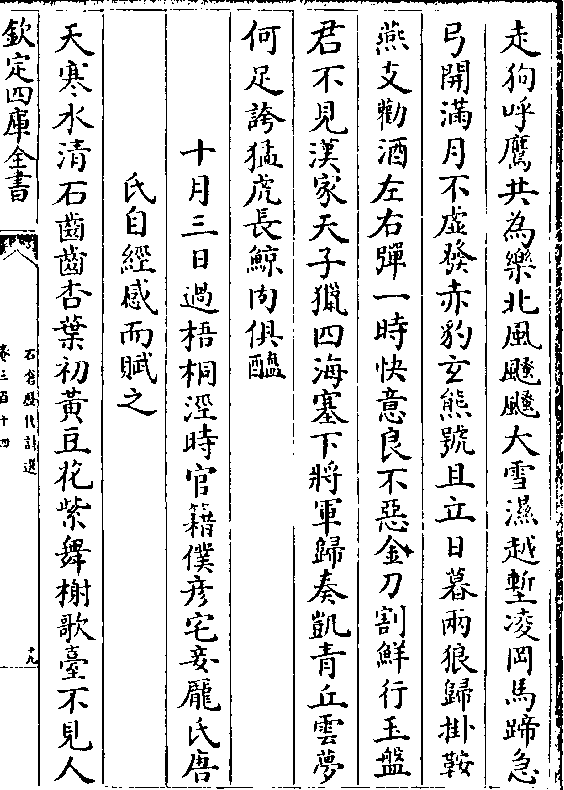 走狗呼鷹共為樂北風颾颾大雪濕越塹凌岡馬蹄急
弓開滿月不虛發赤豹玄熊號且立日暮兩狼歸掛鞍
燕支勸酒左右彈一時快意良不惡金刀割鮮行玉盤
君不見漢家天子獵四海塞下將軍歸奏凱青丘雲夢
何足誇猛虎長鯨肉俱醢
十月三日過梧桐涇時官籍僕彦宅妾龎氏唐
氏自經感而賦之
天寒水清石齒齒杏葉初黃豆花紫舞榭歌臺不見人
欽定四庫全書
石倉歷代詩選
卷三百十四
十九